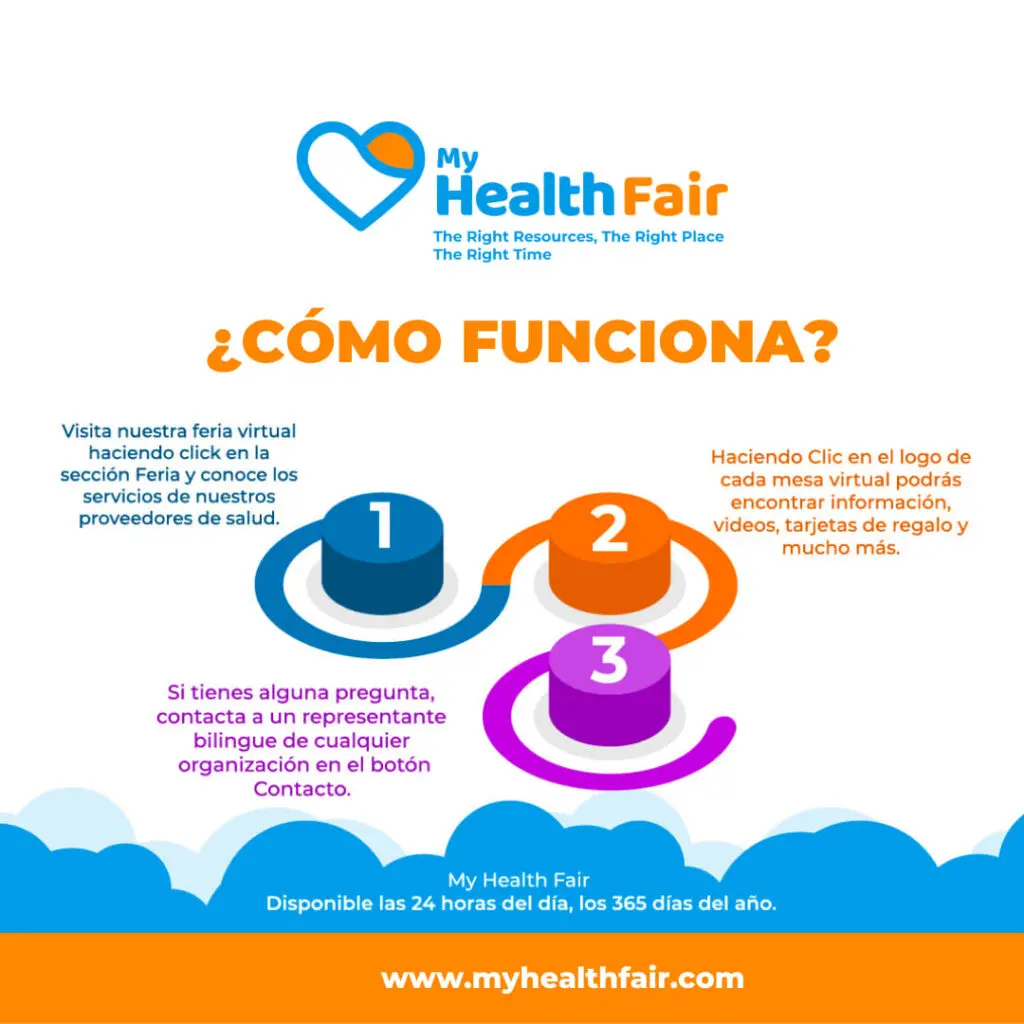 My
Health Fair
The Right Resources, The Right Place
The Right Time
¿CÓMO FUNCIONA?
Visita nuestra feria virtual
haciendo click en la
sección Feria y conoce los
servicios de nuestros
proveedores de salud.
1
2
Haciendo Clic en el logo de
cada mesa virtual podrás
encontrar información,
videos, tarjetas de regalo y
mucho más.
3
Si tienes alguna pregunta,
contacta a un representante
bilingue de cualquier
organización en el botón
Contacto.
My Health Fair
Disponible las 24 horas del día, los 365 días del año.
www.myhealthfair.com